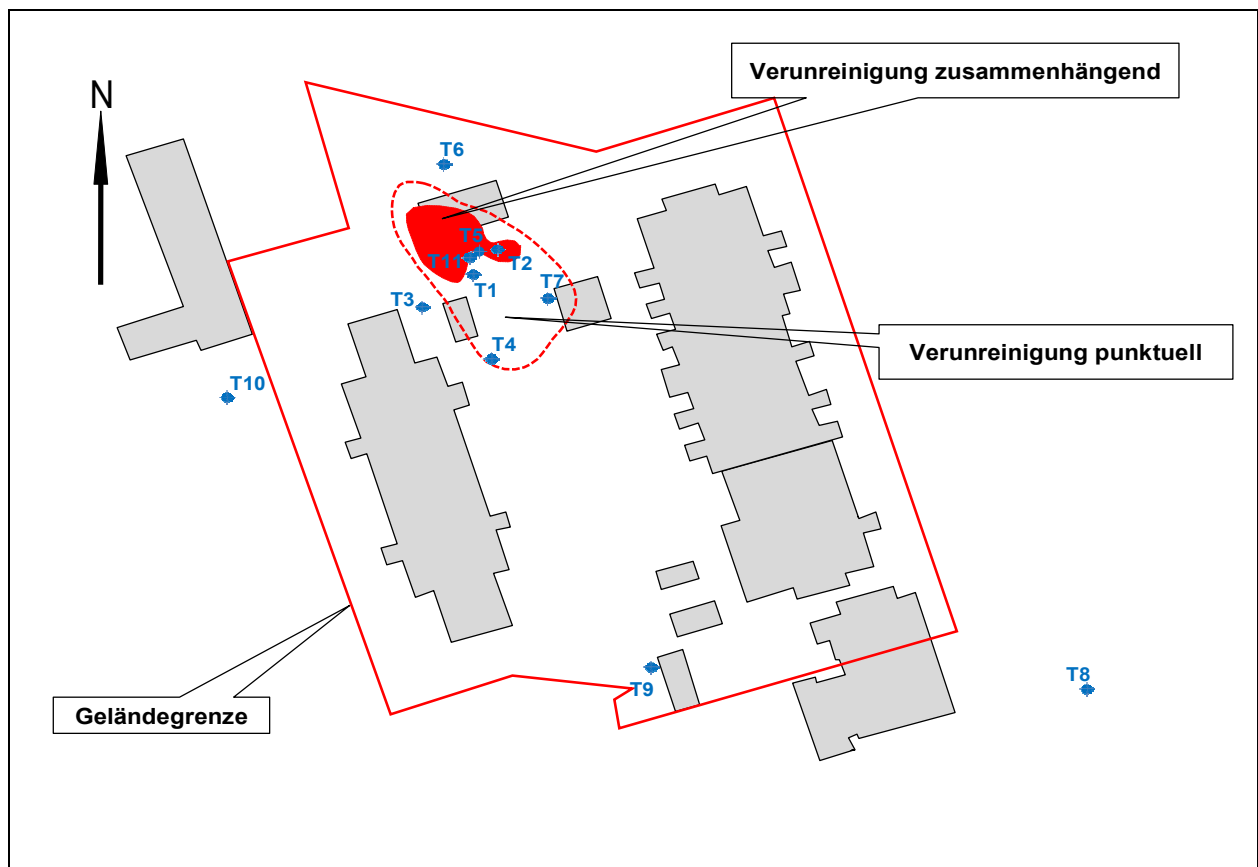 Verunreinigung zusammenhängend
N
T6
T5
T11
T2
T1
T7
T3
T4
Verunreinigung punktuell
T10
T9
T8
Geländegrenze